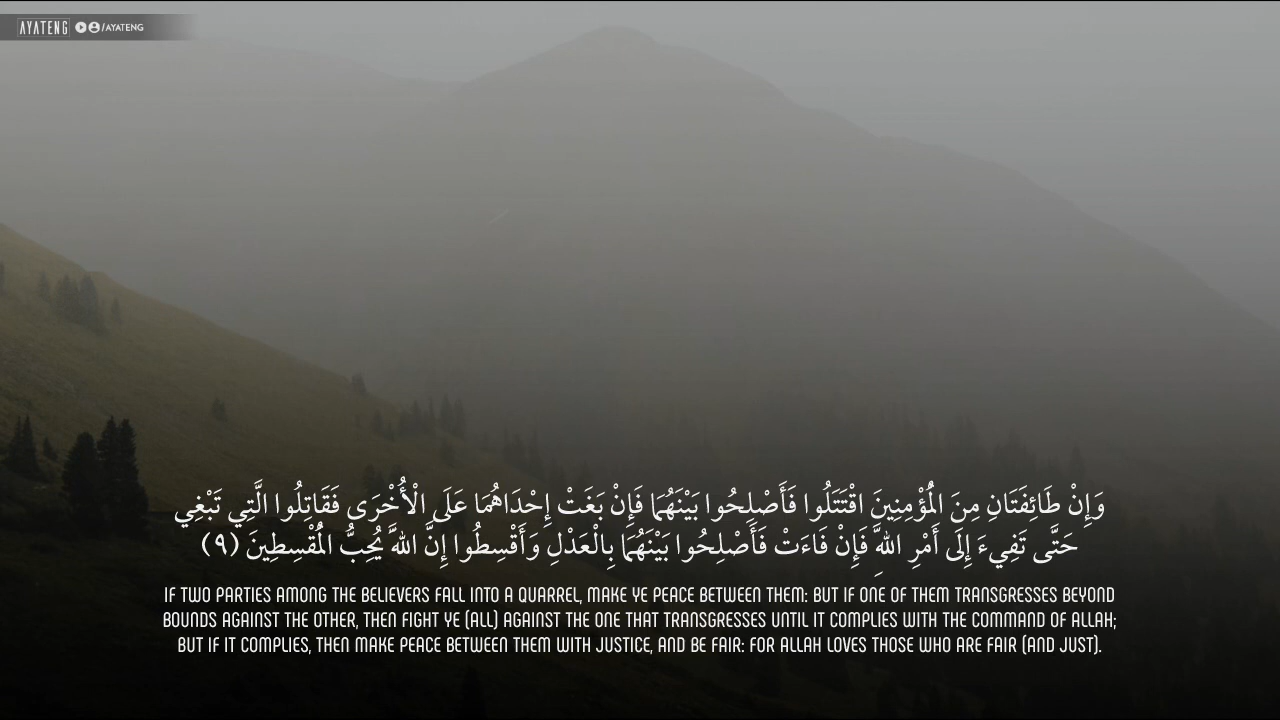 AYATENG /AYATENG
وَإِنْ طَائِفَتَانِ مِنَ الْمُؤْمِنِينَ اقْتَتَلُوا فَأَصْلِحُوا بَيْنَهُمَا فَإِنْ بَغَتْ إِحْدَاهُمَا عَلَى الْأُخْرَى فَقَاتِلُوا الَّتِي تَبْغِي
حَتَّى تَفِيءَ إِلَى أَمْرِ اللَّهِ فَإِنْ فَاءَتْ فَأَصْلِحُوا بَيْنَهُمَا بِالْعَدْلِ وَأَقْسِطُوا إِنَّ اللَّهَ يُحِبُّ الْمُقْسِطِينَ (٩)
IF TWO PARTIES AMONG THE BELIEVERS FALL INTO A QUARREL, MAKE YE PEACE BETWEEN THEM: BUT IF ONE OF THEM TRANSGRESSES BEYOND
BOUNDS AGAINST THE OTHER, THEN FIGHT YE (ALL) AGAINST THE ONE THAT TRANSGRESSES UNTIL IT COMPLIES WITH THE COMMAND OF ALLAH;
BUT IF IT COMPLIES, THEN MAKE PEACE BETWEEN THEM WITH JUSTICE, AND BE FAIR: FOR ALLAH LOVES THOSE WHO ARE FAIR (AND JUST).